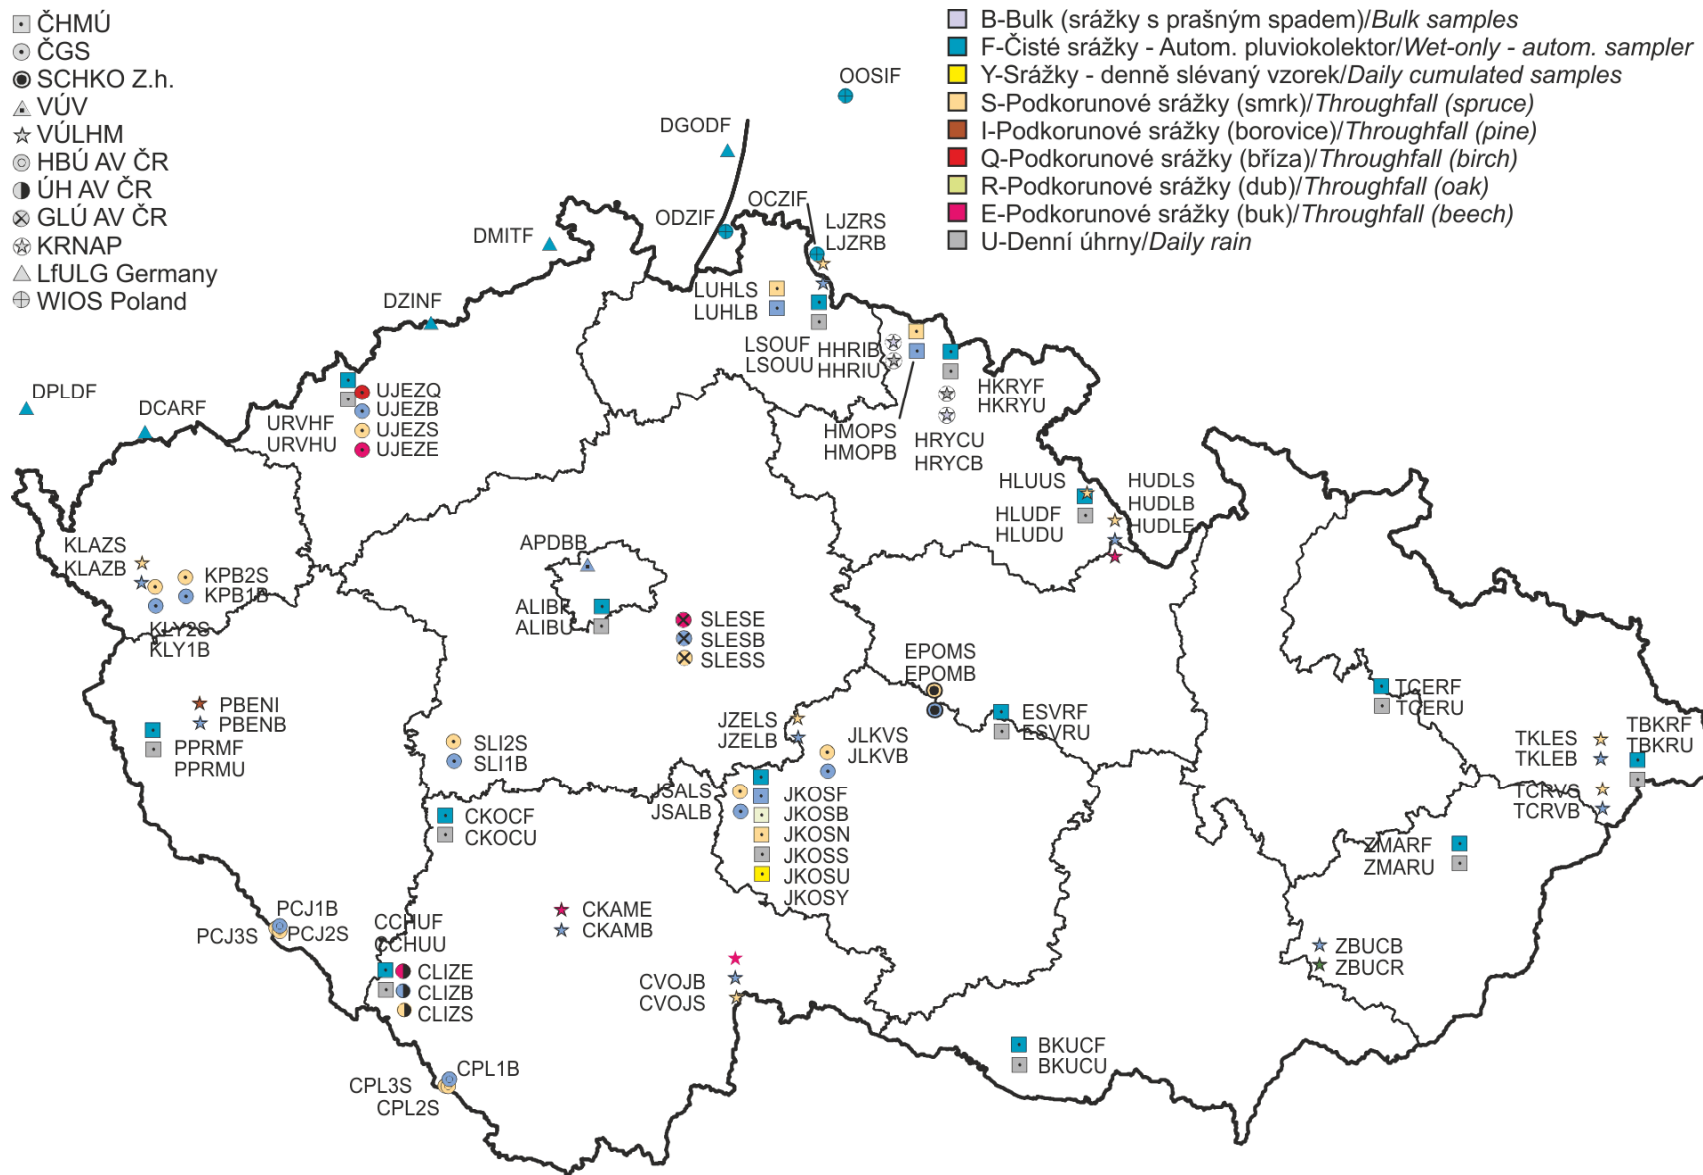 ČHMÚ
ČGS
SCHKO Z.h.
VÚV
VÚLHM
HBÚ AV ČR
ÚH AV ČR
GLÚ AV ČR
KRNAP
LfULG Germany
WIOS Poland
B-Bulk (srážky s prašným spadem)/Bulk samples
F-Čisté srážky - Autom. pluviokolektor/Wet-only - autom. sampler
Y-Srážky - denně slévaný vzorek/Daily cumulated samples
S-Podkorunové srážky (smrk)/Throughfall (spruce)
I-Podkorunové srážky (borovice)/Throughfall (pine)
Q-Podkorunové srážky (bříza)/Throughfall (birch)
R-Podkorunové srážky (dub)/Throughfall (oak)
E-Podkorunové srážky (buk)/Throughfall (beech)
U-Denní úhrny/Daily rain
OOSIF
DGODF
OCZIF
ODZIF
LJZRS
LJZRB
DMITF
LUHLS
LUHLB
DZINF
LSOUF
LSOUU
HHRIB
HHRIU
DPLDF
DCARF
UJEZQ
UJEZB
UJEZS
UJEZE
URVHF
URVHU
HKRYF
HKRYU
HMOPS
HMOPB
HRYCU
HRYCB
HLUUS
HUDLS
HUDLB
HUDLE
HLUDF
HLUDU
KLAZS
KLAZB
KPB2S
KPB1B
KLY2S
KLY1B
APDBB
ALIBF
ALIBU
SLESE
SLESB
SLESS
EPOMS
EPOMB
PBENI
PBENB
PPRMF
PPRMU
SLI2S
SLI1B
JZELS
JZELB
JLKVS
JLKVB
ESVRF
ESVRU
TCERF
TCERU
TBKRF
TBKRU
TKLES
TKLEB
TCRVS
TCRVB
JSALS
JSALB
JKOSF
JKOSB
JKOSN
JKOSS
JKOSU
JKOSY
CKOCF
CKOCU
ZMARF
ZMARU
PCJ1B
PCJ3S
PCJ2S
CCHUF
CCHUU
CKAME
CKAMB
CLIZE
CLIZB
CLIZS
CVOJB
CVOJS
ZBUCB
ZBUCR
BKUCF
BKUCU
CPL1B
CPL3S
CPL2S